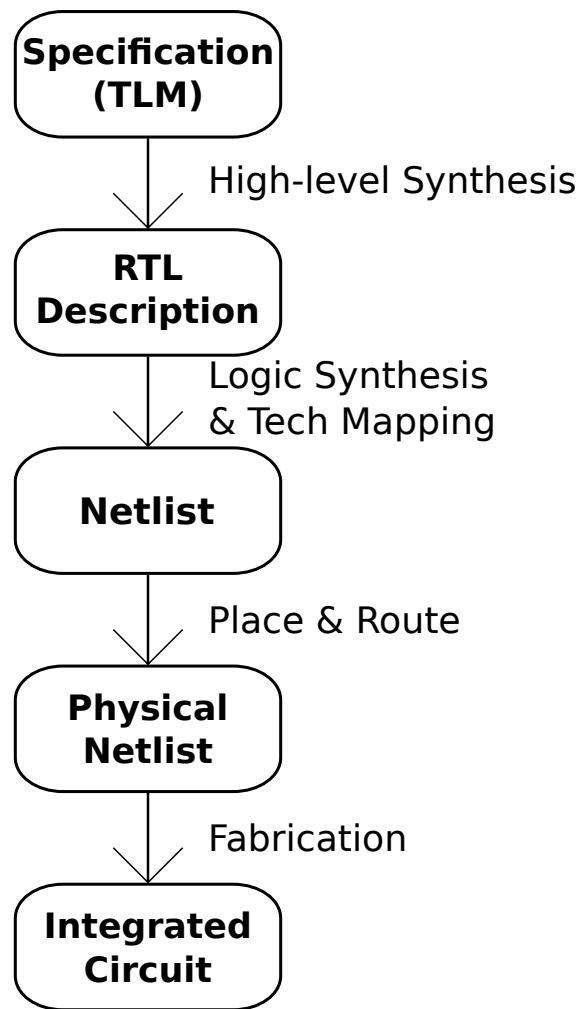 Specification
(TLM)
High-level Synthesis
RTL
Description
Logic Synthesis
& Tech Mapping
Netlist
Place & Route
Physical
Netlist
Fabrication
Integrated
Circuit